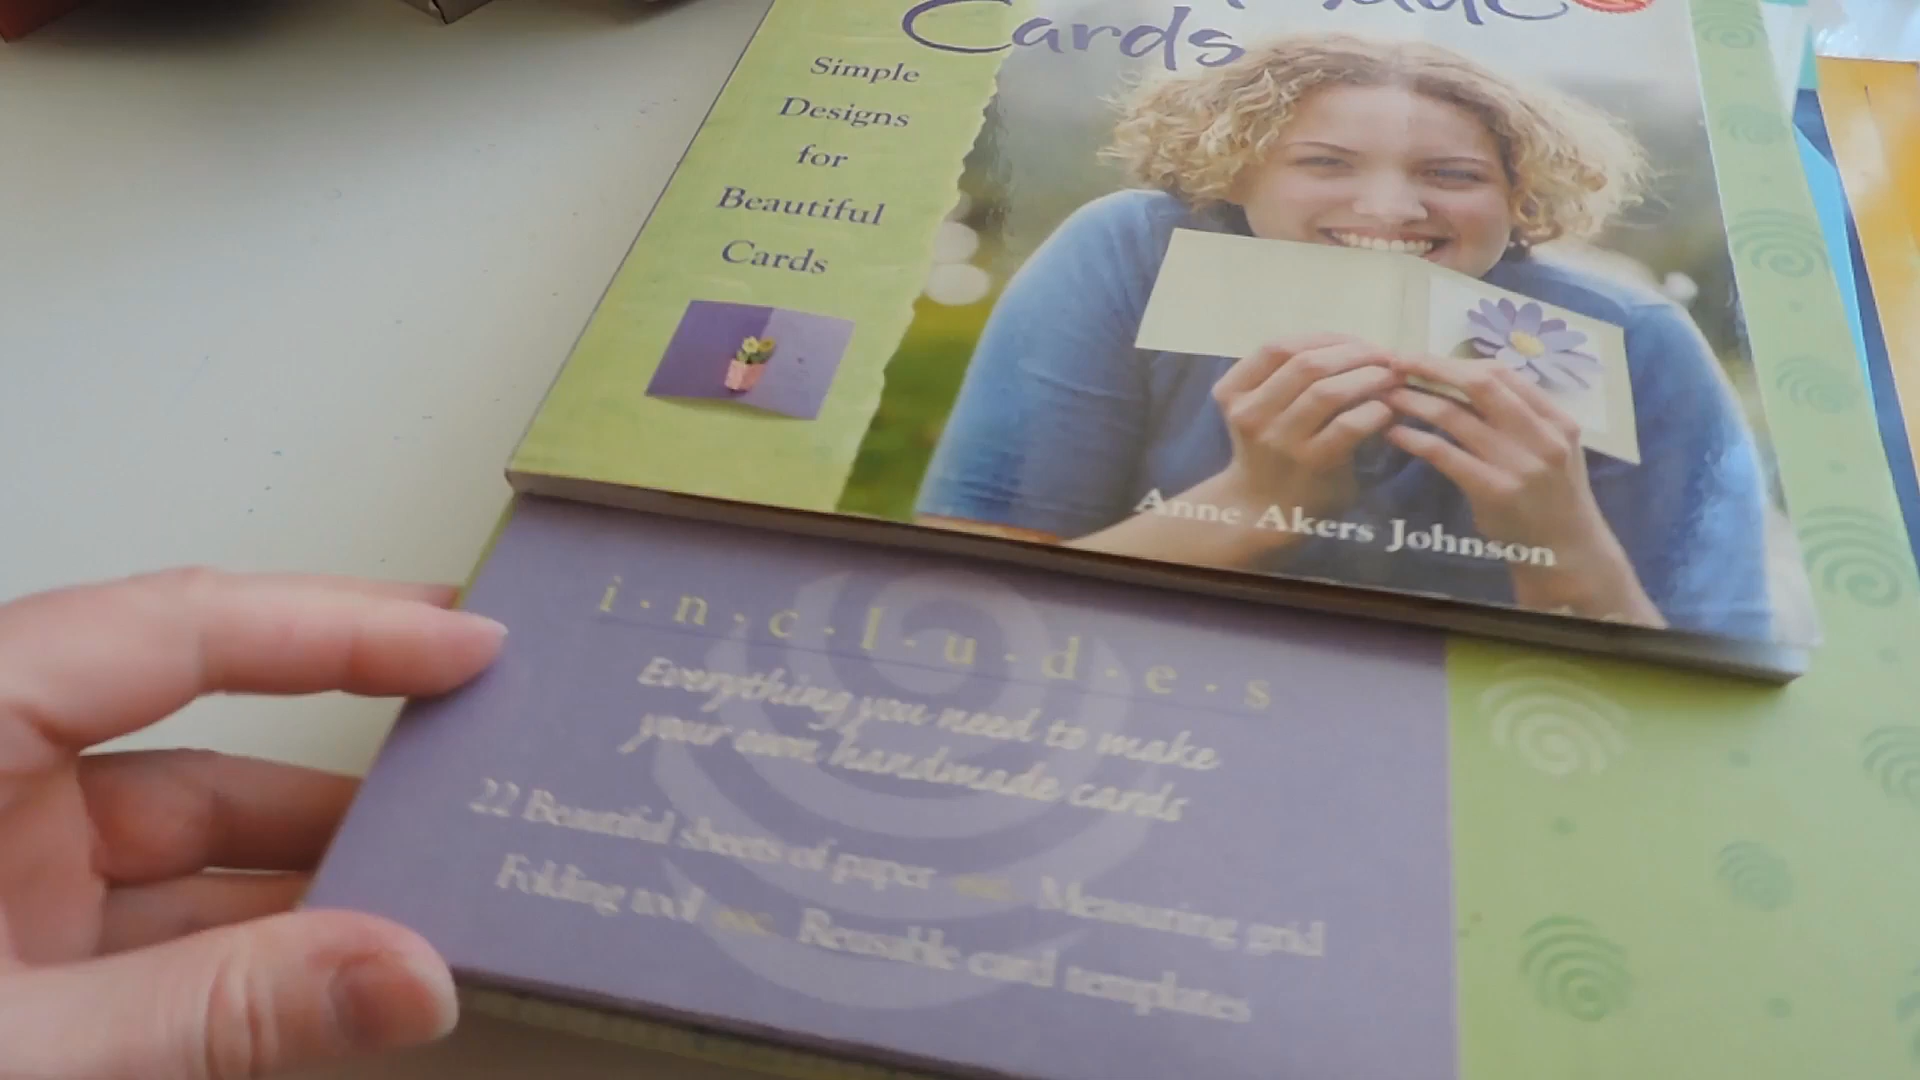 Cards
Simple
Designs
for
Beautiful
Cards
Anne Akers Johnson
i·n·c·l·u·d·e·s
Everything you need to make
your own handmade cards
22 Beautiful sheets of paper Measuring grid
Folding tool Reusable card templates